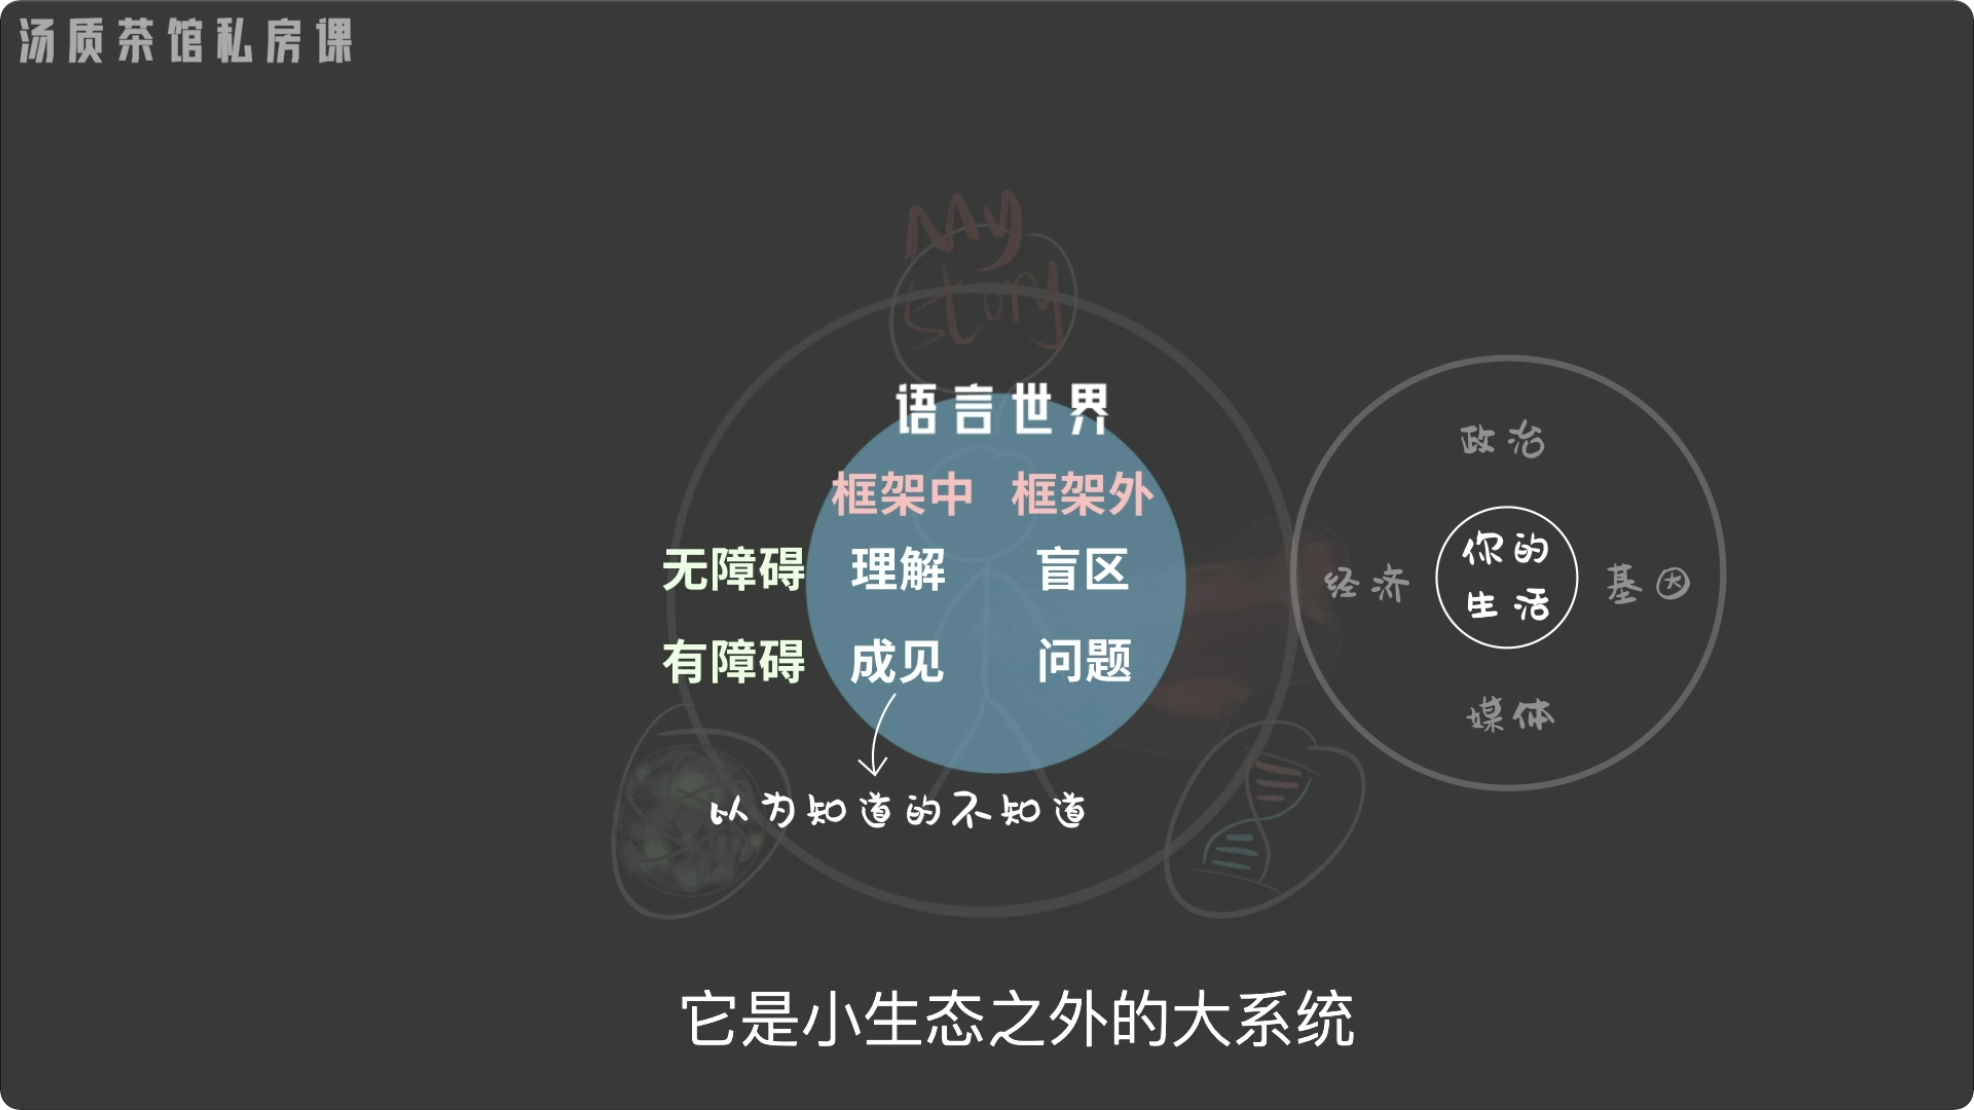 汤质茶馆私房课
My
story
语言世界
框架中 框架外
无障碍 理解 盲区
有障碍 成见 问题
以为知道的不知道
政治
经济 你的生活 基因
媒体
它是小生态之外的大系统